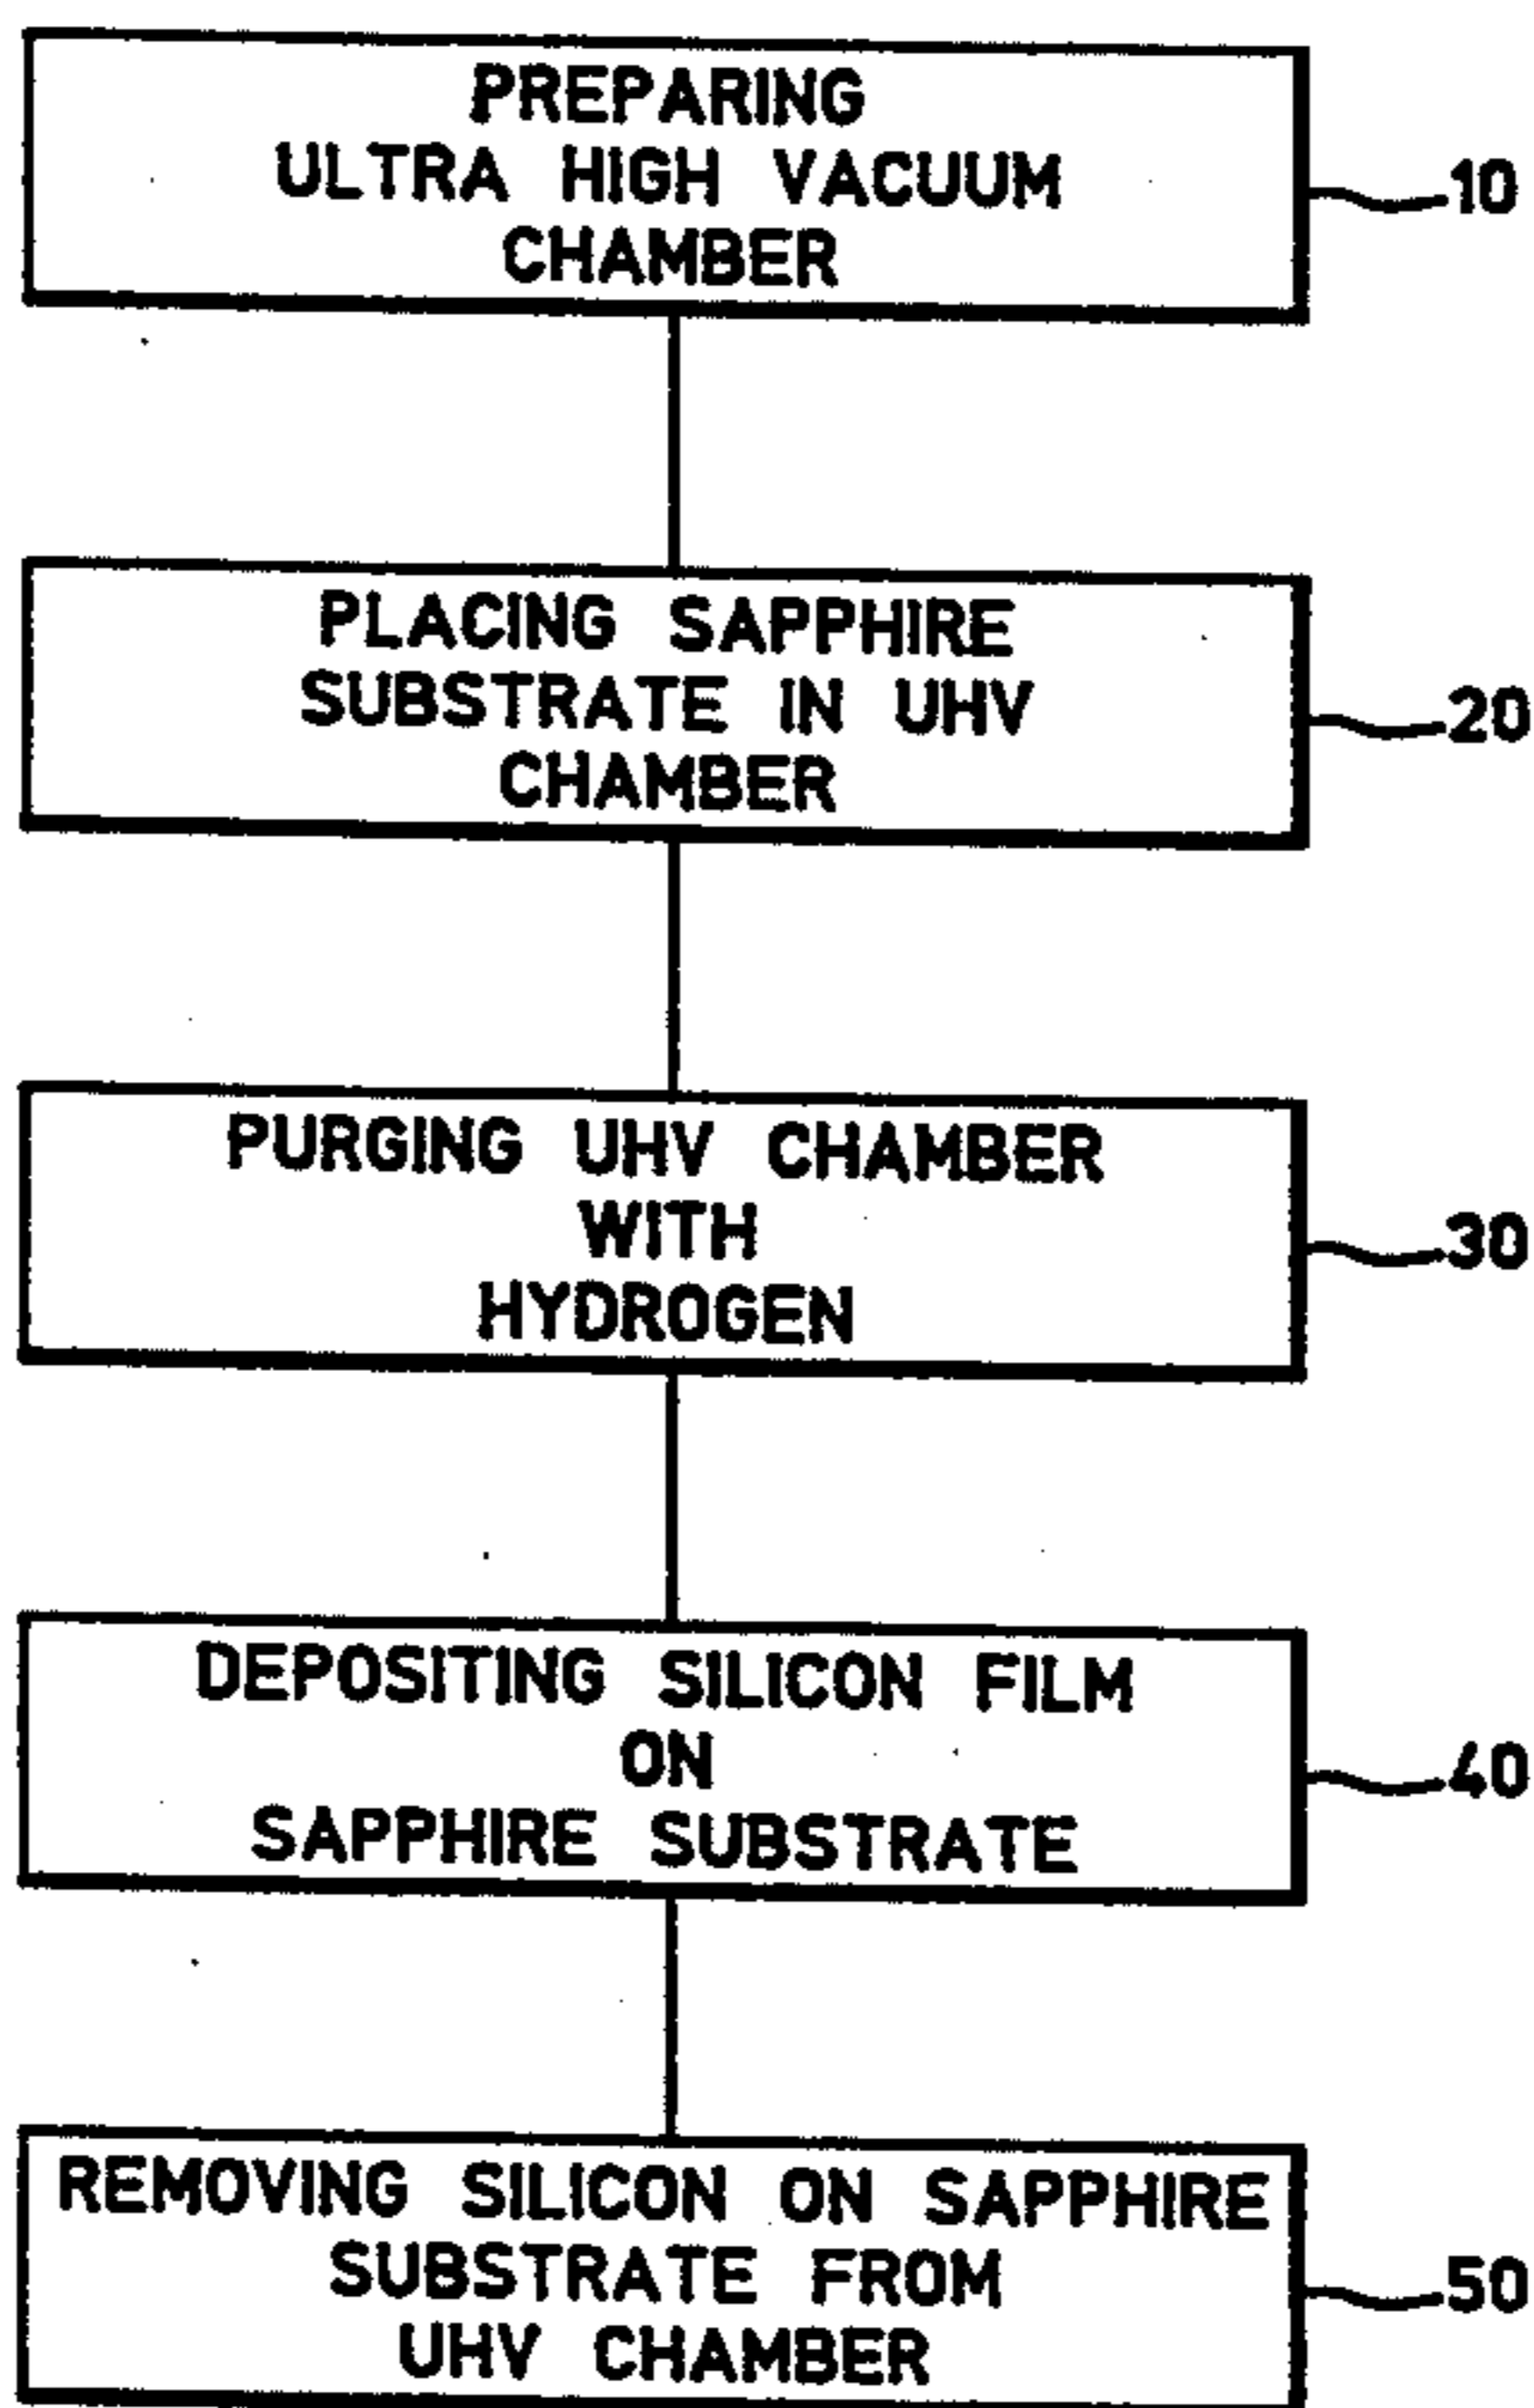 PREPARING
ULTRA HIGH VACUUM
CHAMBER
10
PLACING SAPPHIRE
SUBSTRATE IN UHV
CHAMBER
20
PURGING UHV CHAMBER
WITH
HYDROGEN
30
DEPOSITING SILICON FILM
ON
SAPPHIRE SUBSTRATE
40
REMOVING SILICON ON SAPPHIRE
SUBSTRATE FROM
UHV CHAMBER
50